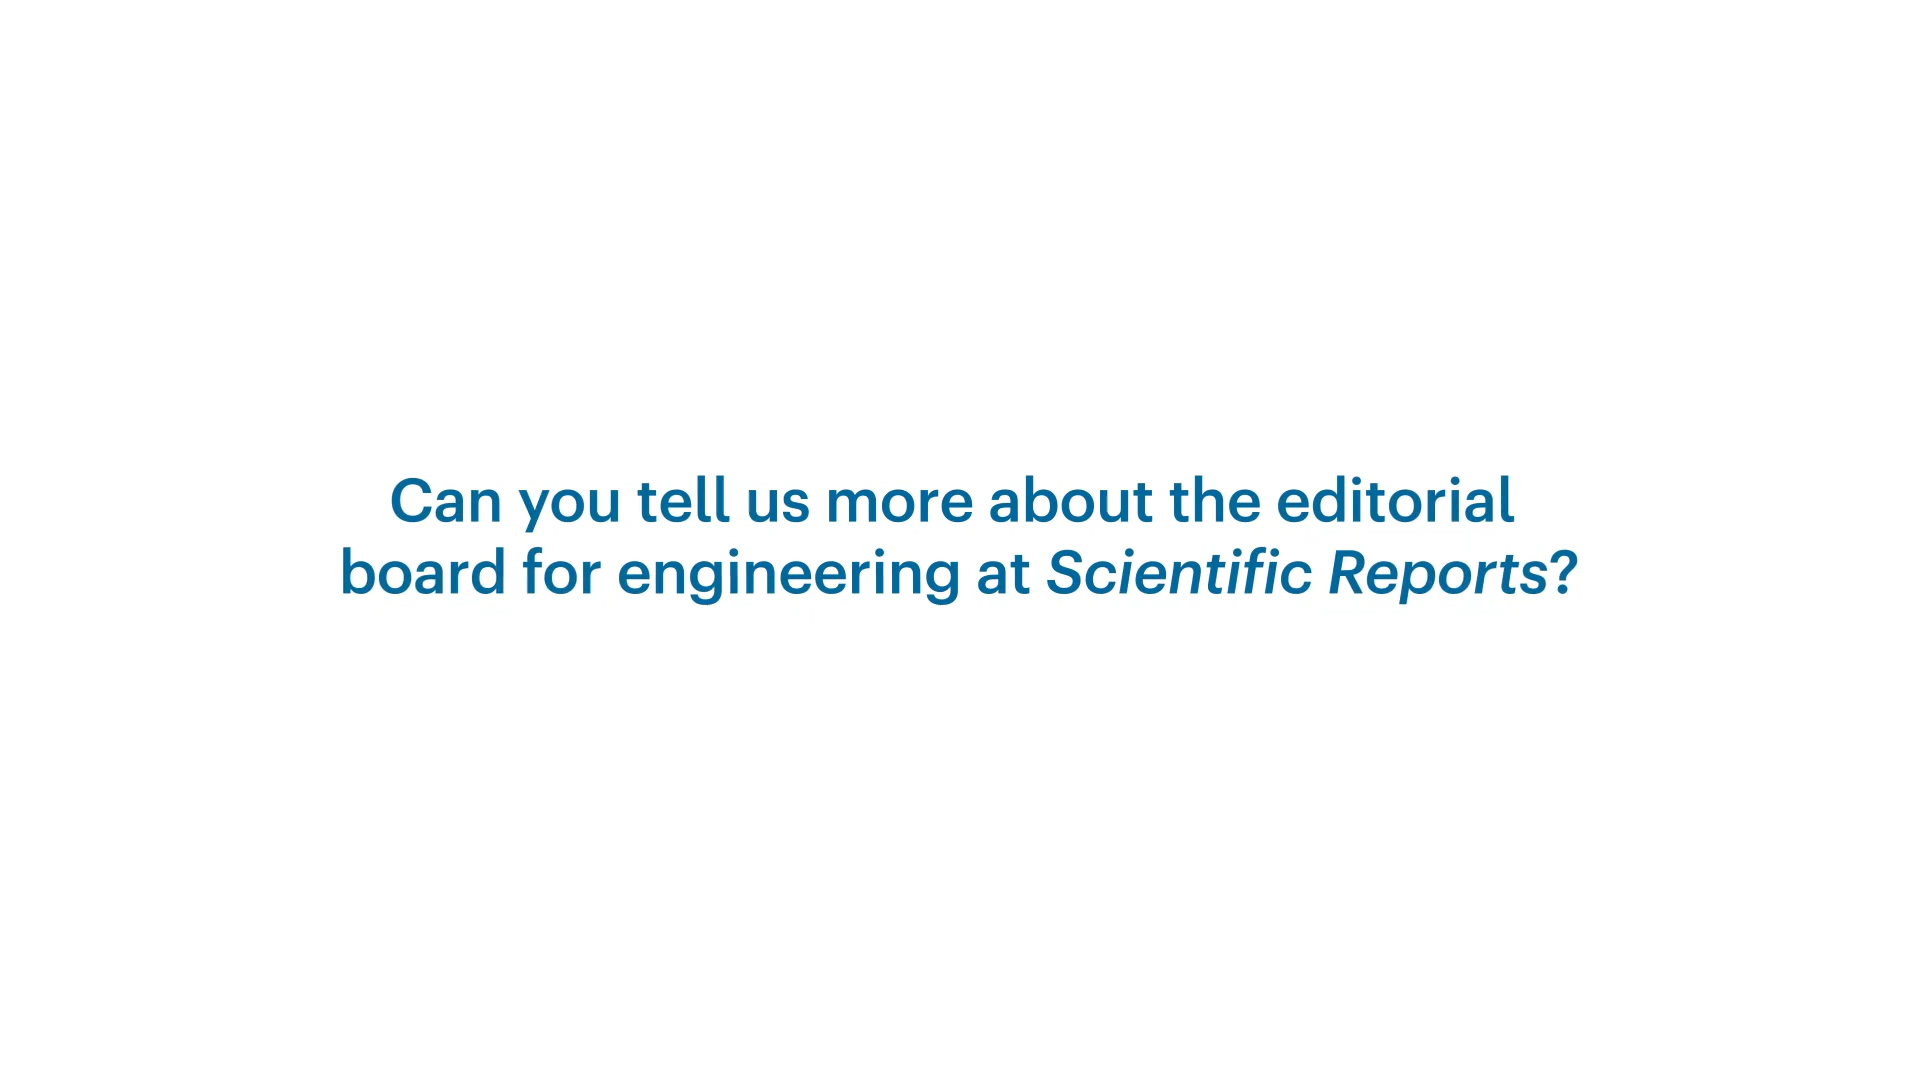 Can you tell us more about the editorial
board for engineering at Scientific Reports?